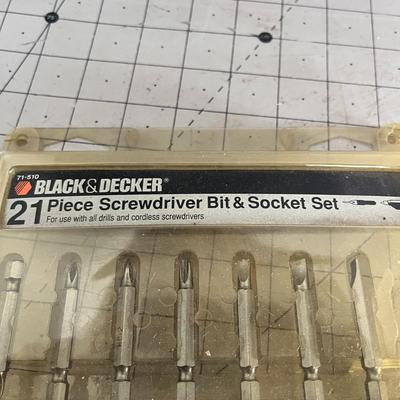 71-510
BLACK & DECKER®
21 Piece Screwdriver Bit & Socket Set
For use with all drills and cordless screwdrivers